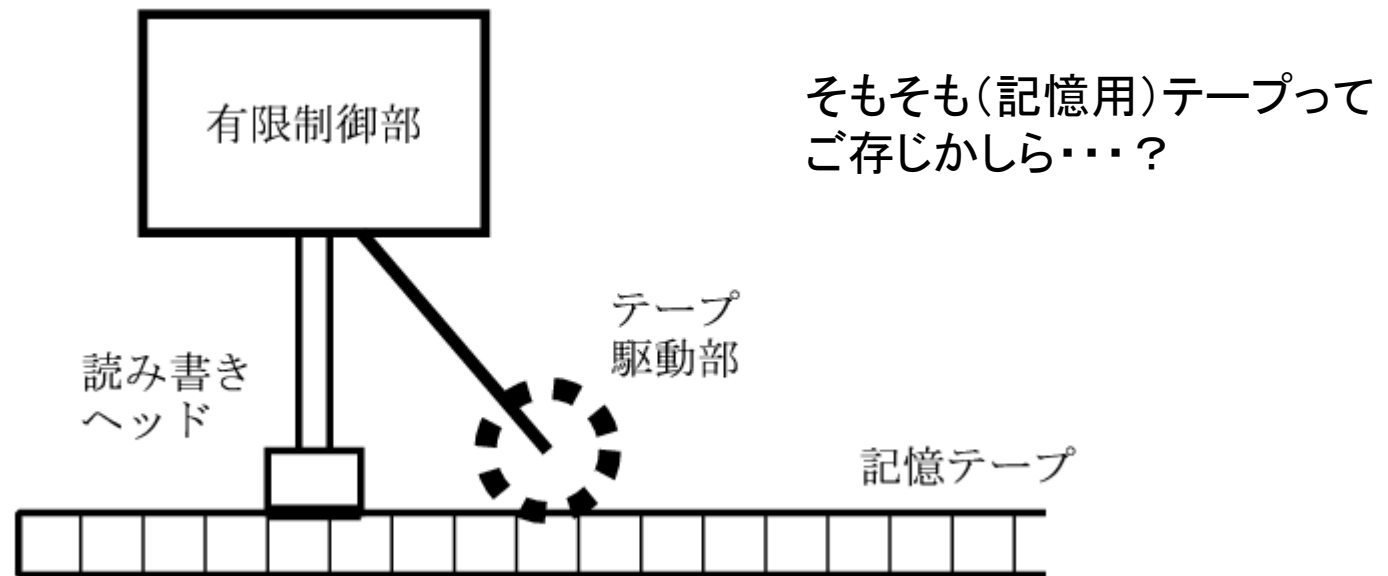 有限制御部
そもそも(記憶用)テープって
ご存じかしら・・・?
テープ
駆動部
読み書き
ヘッド
記憶テープ